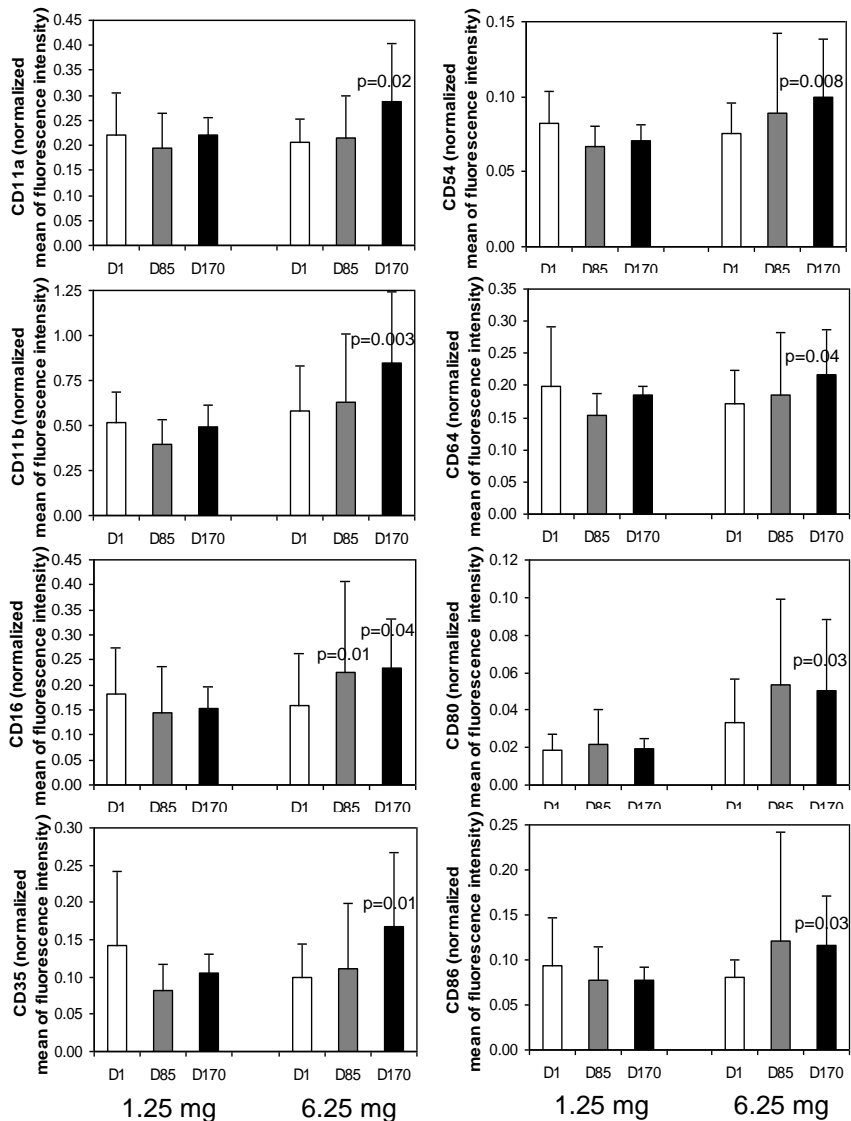 CD11a (normalized
mean of fluorescence intensity)
0.45
0.40
0.35
0.30
0.25
0.20
0.15
0.10
0.05
0.00
p=0.02
D1 D85 D170 D1 D85 D170
CD54 (normalized
mean of fluorescence intensity)
0.15
0.10
0.05
0.00
p=0.008
D1 D85 D170 D1 D85 D170
CD11b (normalized
mean of fluorescence intensity)
1.25
1.00
0.75
0.50
0.25
0.00
p=0.003
D1 D85 D170 D1 D85 D170
CD64 (normalized
mean of fluorescence intensity)
0.35
0.30
0.25
0.20
0.15
0.10
0.05
0.00
p=0.04
D1 D85 D170 D1 D85 D170
CD16 (normalized
mean of fluorescence intensity)
0.45
0.40
0.35
0.30
0.25
0.20
0.15
0.10
0.05
0.00
p=0.04
p=0.01
D1 D85 D170 D1 D85 D170
CD80 (normalized
mean of fluorescence intensity)
0.12
0.10
0.08
0.06
0.04
0.02
0.00
p=0.03
D1 D85 D170 D1 D85 D170
CD35 (normalized
mean of fluorescence intensity)
0.30
0.25
0.20
0.15
0.10
0.05
0.00
p=0.01
D1 D85 D170 D1 D85 D170
1.25 mg 6.25 mg
CD86 (normalized
mean of fluorescence intensity)
0.25
0.20
0.15
0.10
0.05
0.00
p=0.03
D1 D85 D170 D1 D85 D170
1.25 mg 6.25 mg